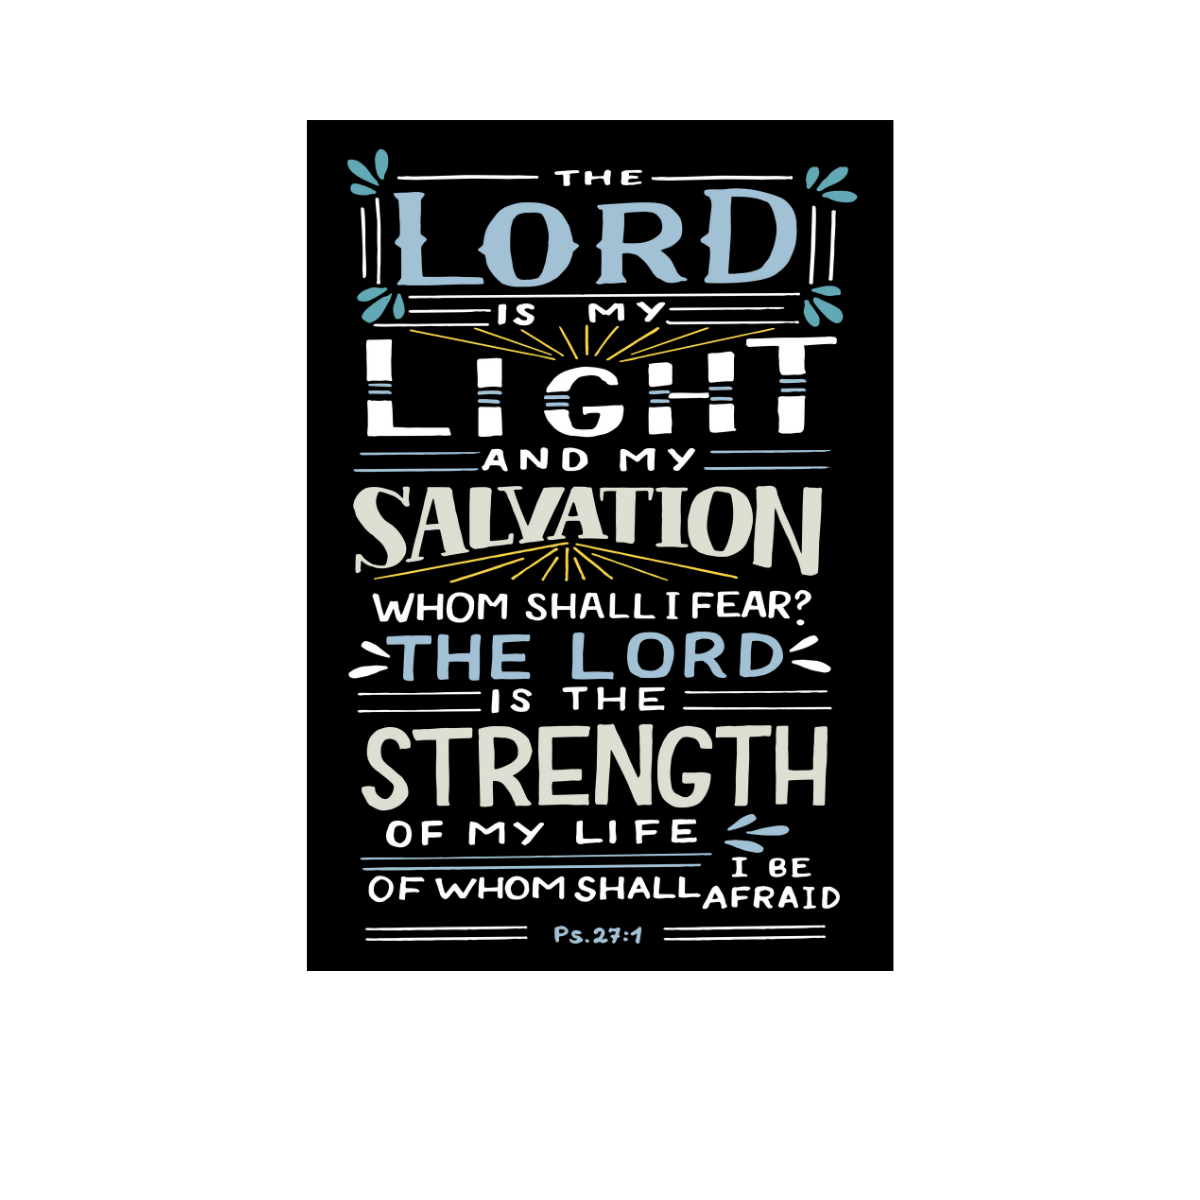 THE
LORD
IS MY
LIGHT
AND MY
SALVATION
WHOM SHALL I FEAR?
THE LORD
IS THE
STRENGTH
OF MY LIFE
OF WHOM SHALL
I BE
AFRAID
Ps.27:1